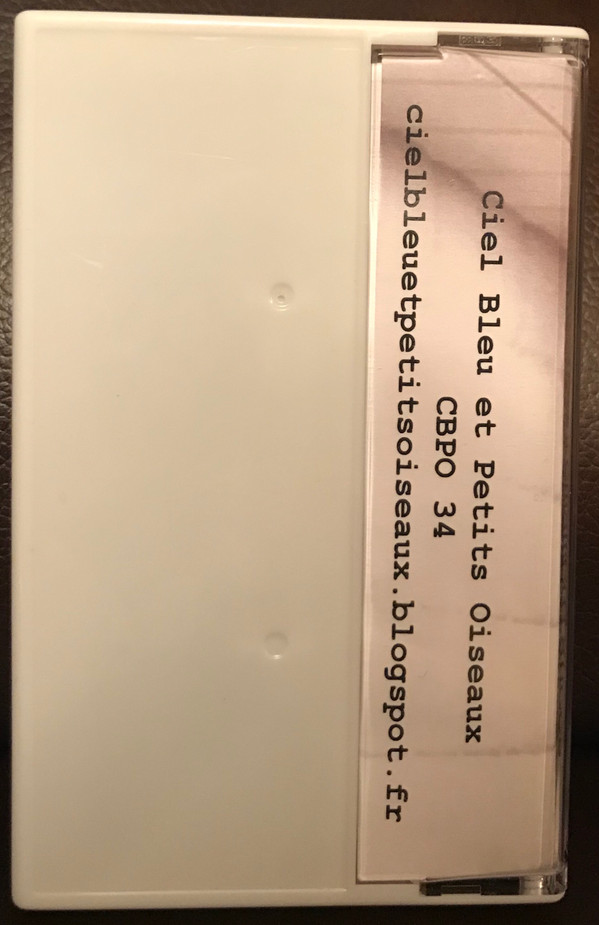 Ciel Bleu et Petits Oiseaux
CBPO 34
cielbleuetpetitsoiseaux.blogspot.fr